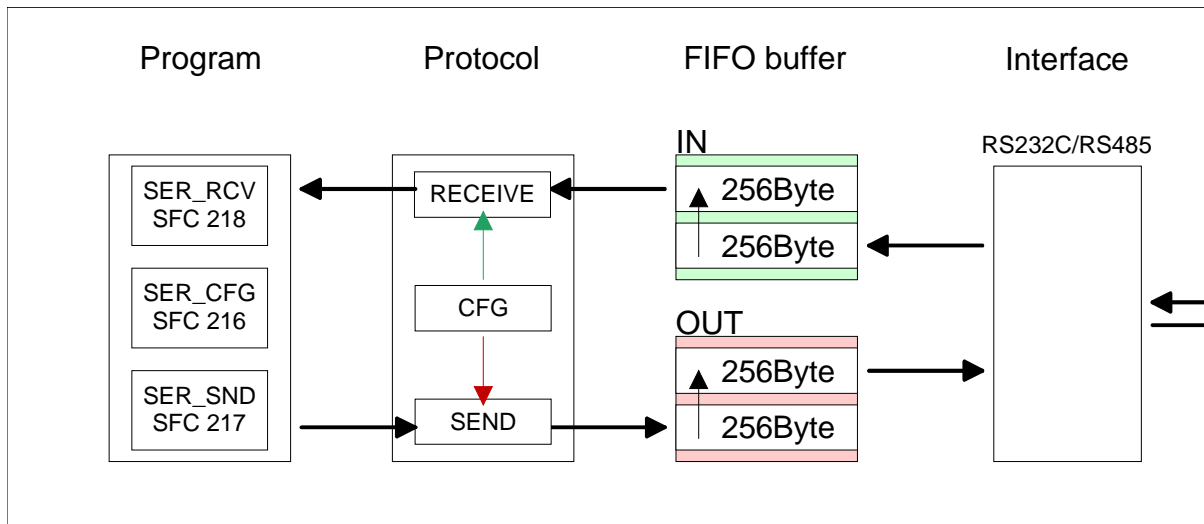 Program
Protocol
FIFO buffer
Interface
SER_RCV
SFC 218
SER_CFG
SFC 216
SER_SND
SFC 217
RECEIVE
CFG
SEND
IN
256Byte
256Byte
OUT
256Byte
256Byte
RS232C/RS485